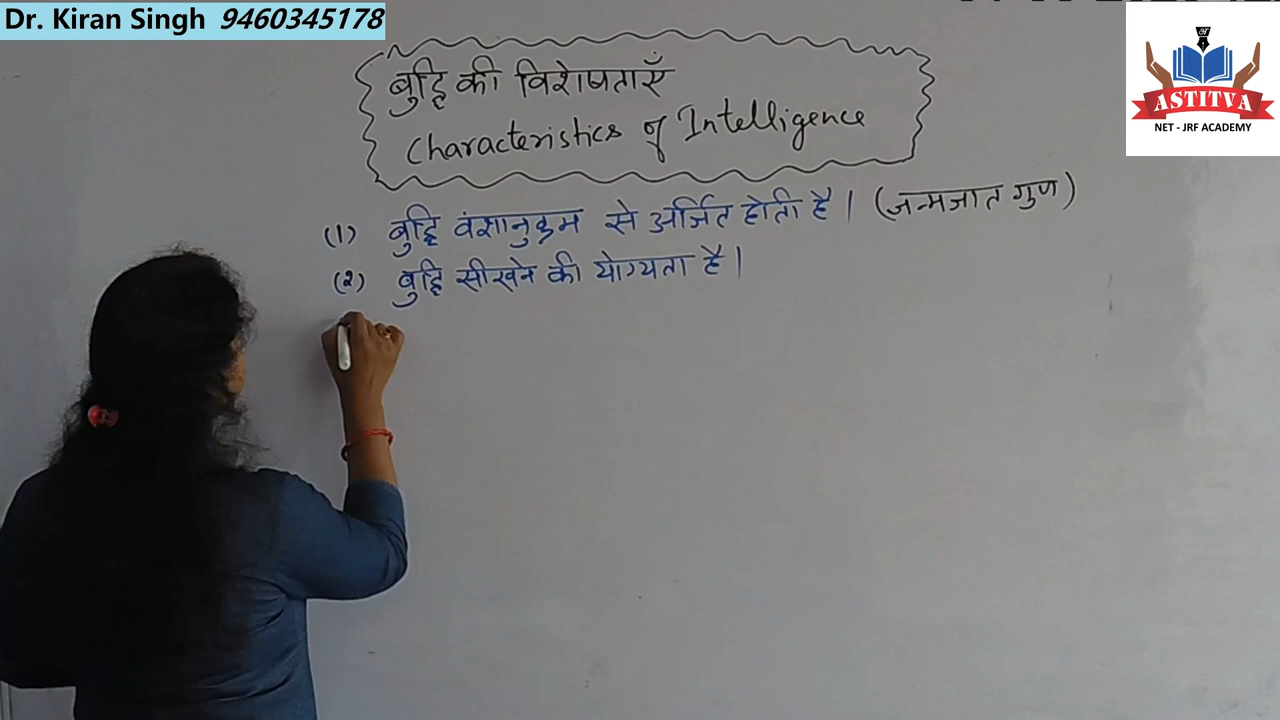 Dr. Kiran Singh 9460345178
ASTITVA
NET - JRF ACADEMY
बुद्धि की विशेषताएँ
Characteristics of Intelligence
(1) बुद्धि वंशानुक्रम से अर्जित होती है। (जन्मजात गुण)
(2) बुद्धि सीखने की योग्यता है।